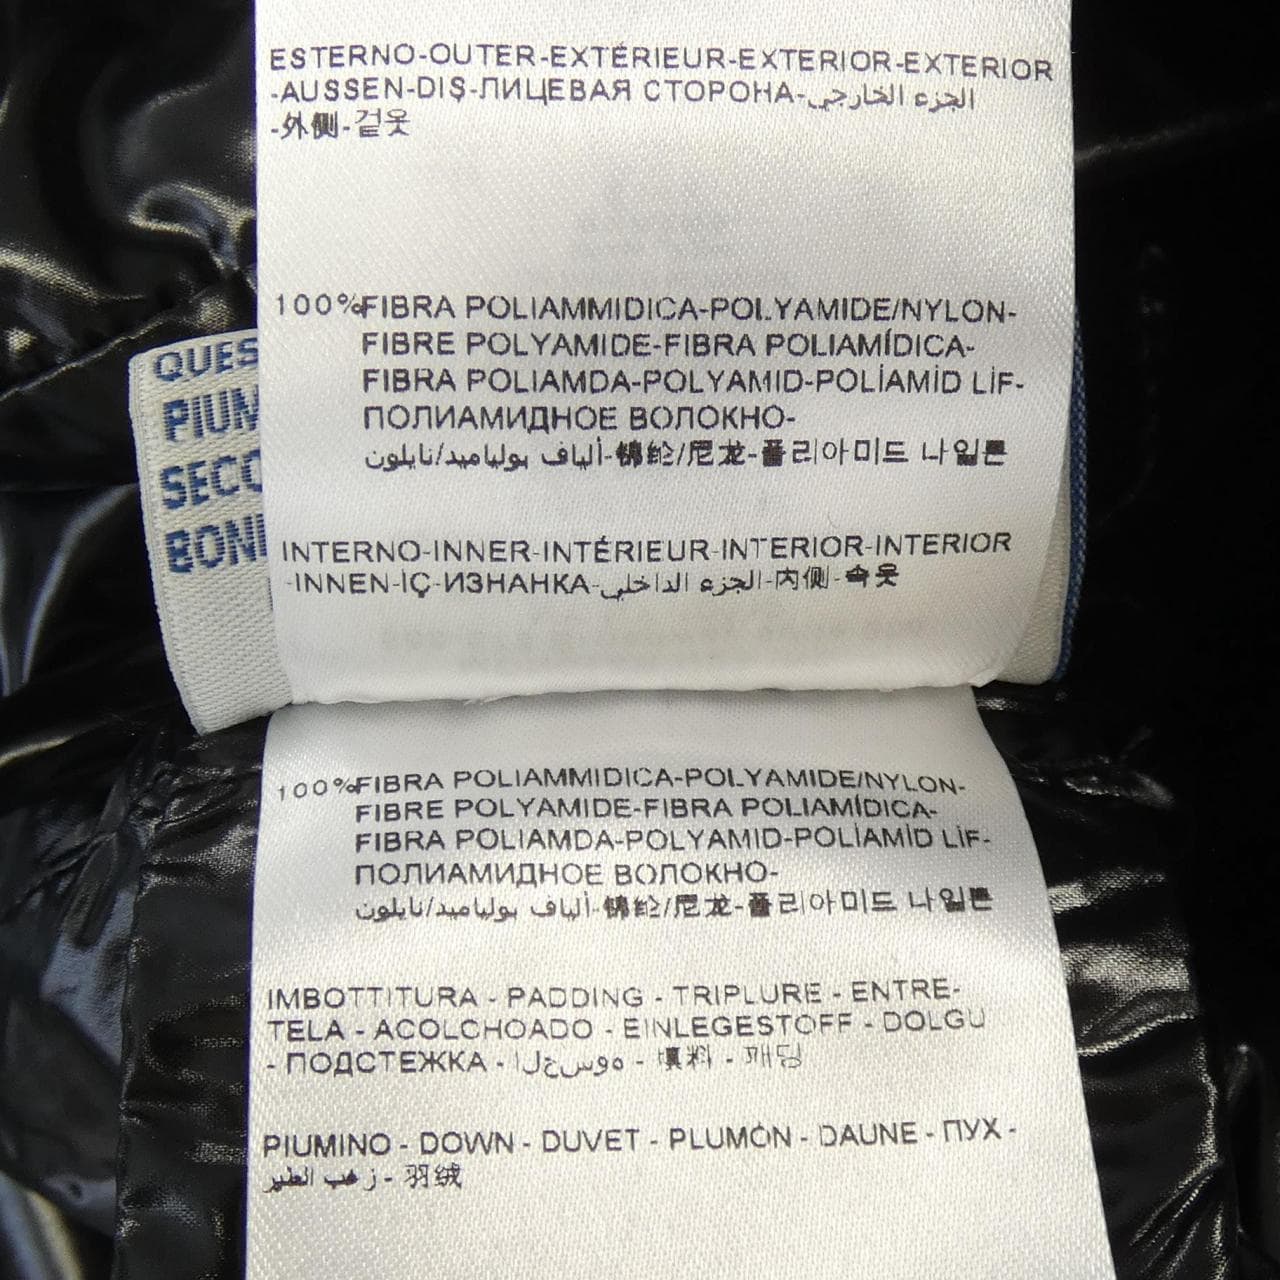 ESTERNO-OUTER-EXTÉRIEUR-EXTERIOR-EXTERIOR
-AUSSEN-DIŞ-ЛИЦЕВАЯ СТОРОНА-الجزء الخارجي
-外侧-겉옷
100%FIBRA POLIAMMIDICA-POLYAMIDE/NYLON-
FIBRE POLYAMIDE-FIBRA POLIAMÍDICA-
FIBRA POLIAMDA-POLYAMID-POLİAMİD LİF-
ПОЛИАМИДНОЕ ВОЛОКНО-
ألياف بولياميد/نايلون-锦纶/尼龙-폴리아미드 나일론
QUES
PIUM
SECO
BONI
INTERNO-INNER-INTÉRIEUR-INTERIOR-INTERIOR
-INNEN-İÇ-ИЗНАНКА-الجزء الداخلي-内侧-속옷
100%FIBRA POLIAMMIDICA-POLYAMIDE/NYLON-
FIBRE POLYAMIDE-FIBRA POLIAMÍDICA-
FIBRA POLIAMDA-POLYAMID-POLİAMİD LİF-
ПОЛИАМИДНОЕ ВОЛОКНО-
ألياف بولياميد/نايلون-锦纶/尼龙-폴리아미드 나일론
IMBOTTITURA - PADDING - TRIPLURE - ENTRE-
TELA - ACOLCHOADO - EINLEGESTOFF - DOLGU
- ПОДСТЕЖКА - - 填料 - 패딩
PIUMINO - DOWN - DUVET - PLUMÓN - DAUNE - ПУХ -
زغب الطير - 羽绒